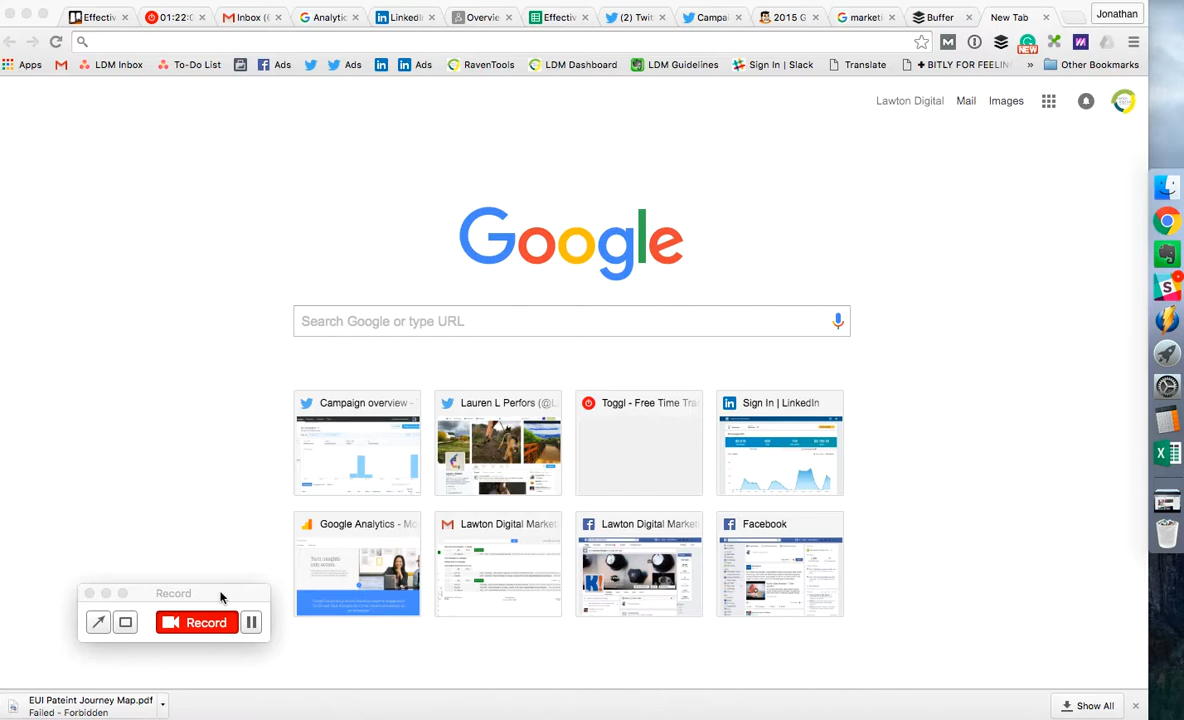 Effectiv
01:22:0
Inbox (
Analytic
LinkedI
Overvie
Effectiv
(2) Twit
Campai
2015 G
marketi
Buffer
New Tab
Jonathan
Apps
LDM Inbox
To-Do List
Ads
Ads
Ads
RavenTools
LDM Dashboard
LDM Guidelines
Sign In | Slack
Translate
+ BITLY FOR FEELIN
»
Other Bookmarks
NEW
Lawton Digital
Mail
Images
Google
Search Google or type URL
Campaign overview -
Lauren L Perfors (@L
Toggl - Free Time Tra
Sign In | LinkedIn
Google Analytics - Mo
Lawton Digital Market
Lawton Digital Market
Facebook
Record
Record
EUI Pateint Journey Map.pdf
Failed - Forbidden
Show All